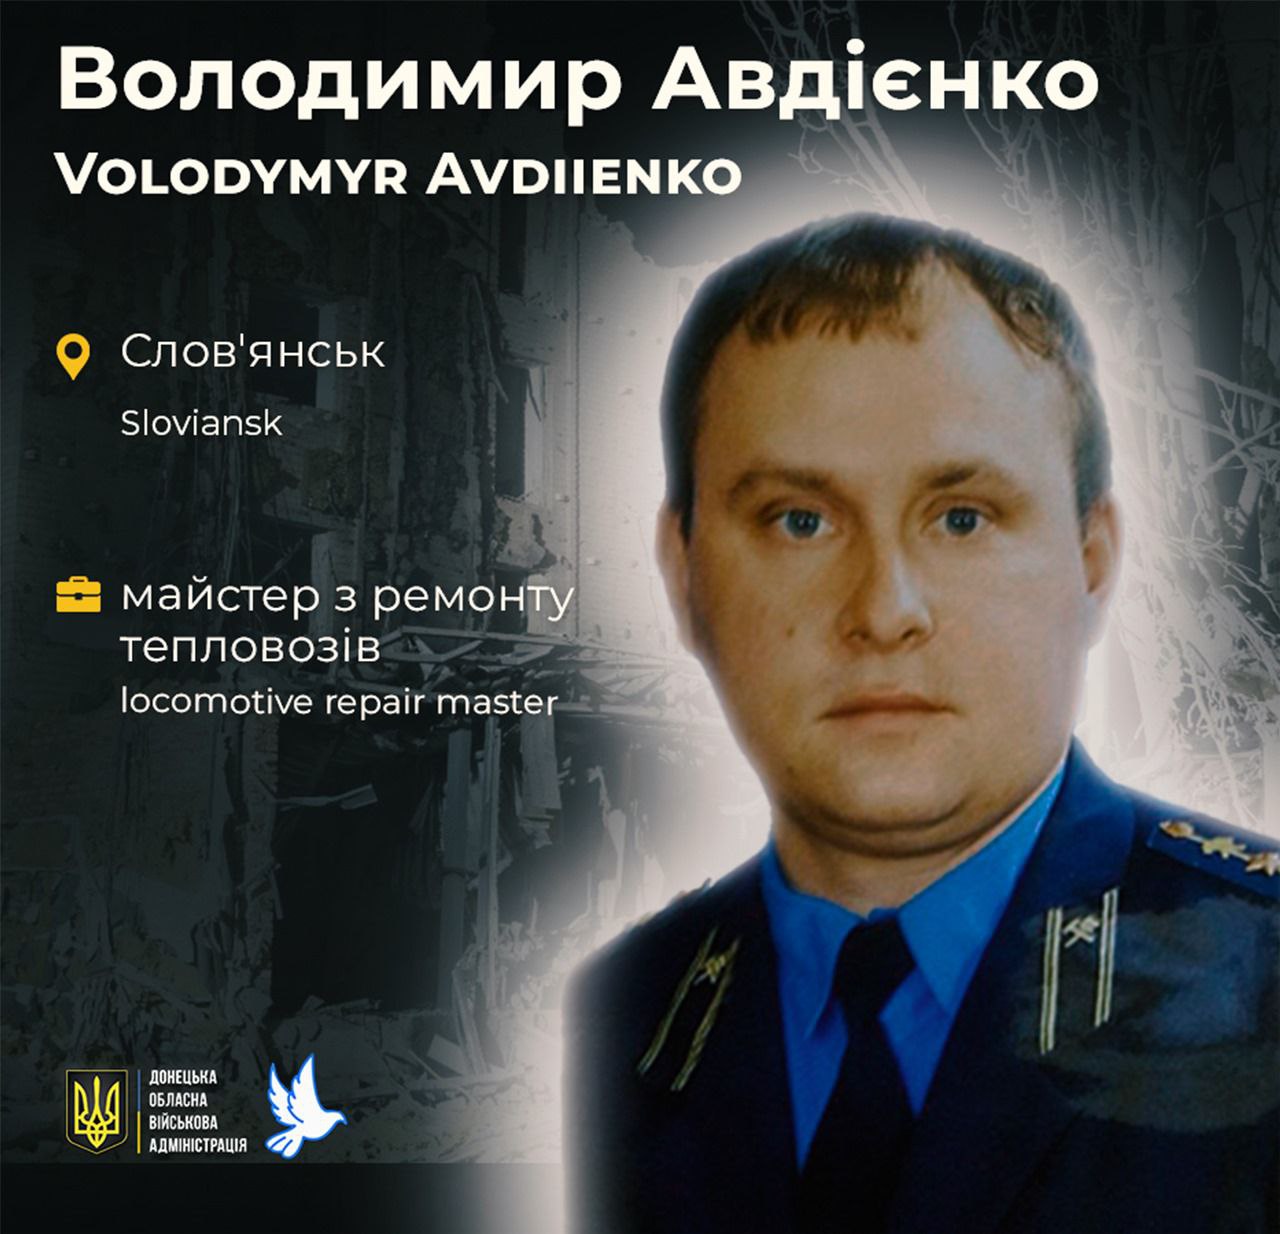 Володимир Авдієнко
Volodymyr Avdiienko
Слов'янськ
Sloviansk
майстер з ремонту
тепловозів
locomotive repair master
ДОНЕЦЬКА
ОБЛАСНА
ВІЙСЬКОВА
АДМІНІСТРАЦІЯ